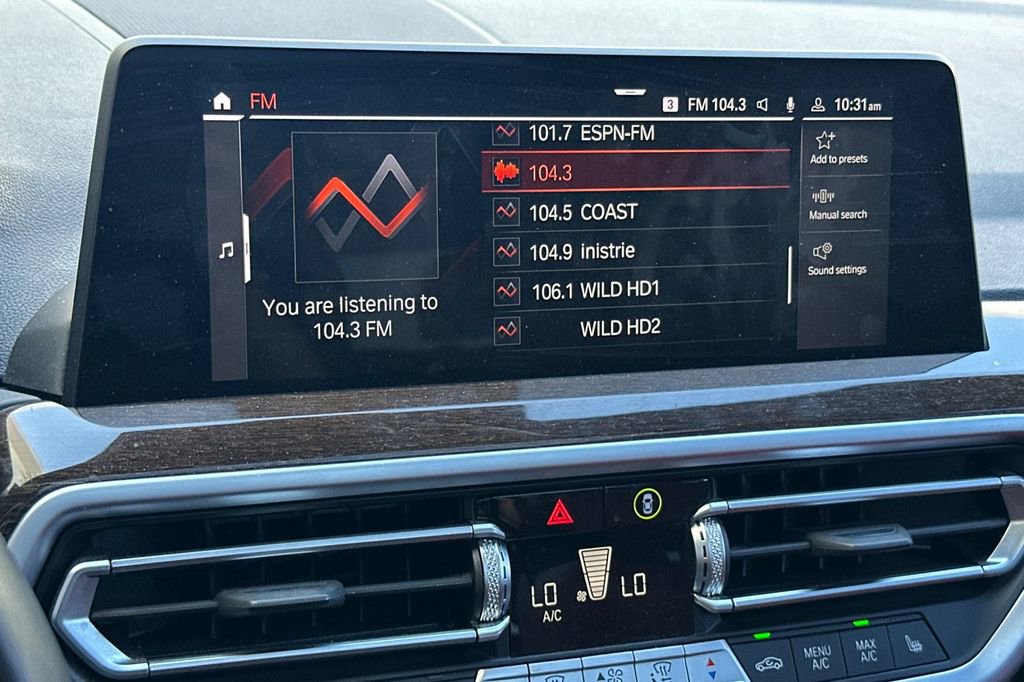 FM
3 FM 104.3 10:31am
101.7 ESPN-FM
104.3
104.5 COAST
104.9 inistrie
106.1 WILD HD1
WILD HD2
You are listening to
104.3 FM
Add to presets
Manual search
Sound settings
LO
A/C
LO
MENU
A/C
MAX
A/C